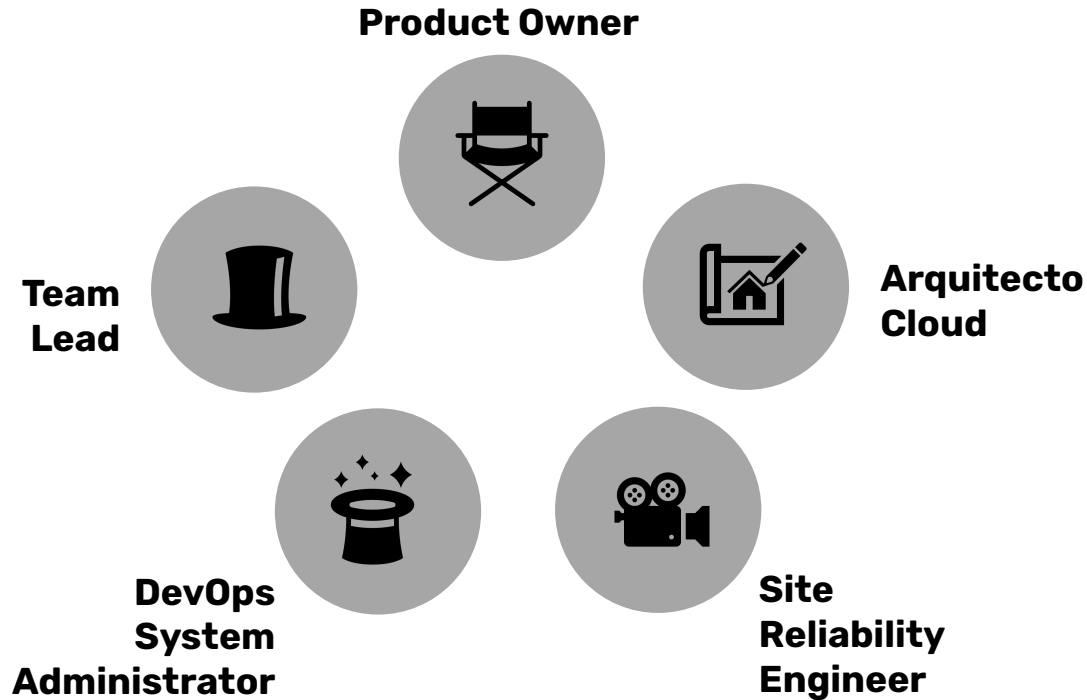 Product Owner
Team
Lead
Arquitecto
Cloud
DevOps
System
Administrator
Site
Reliability
Engineer